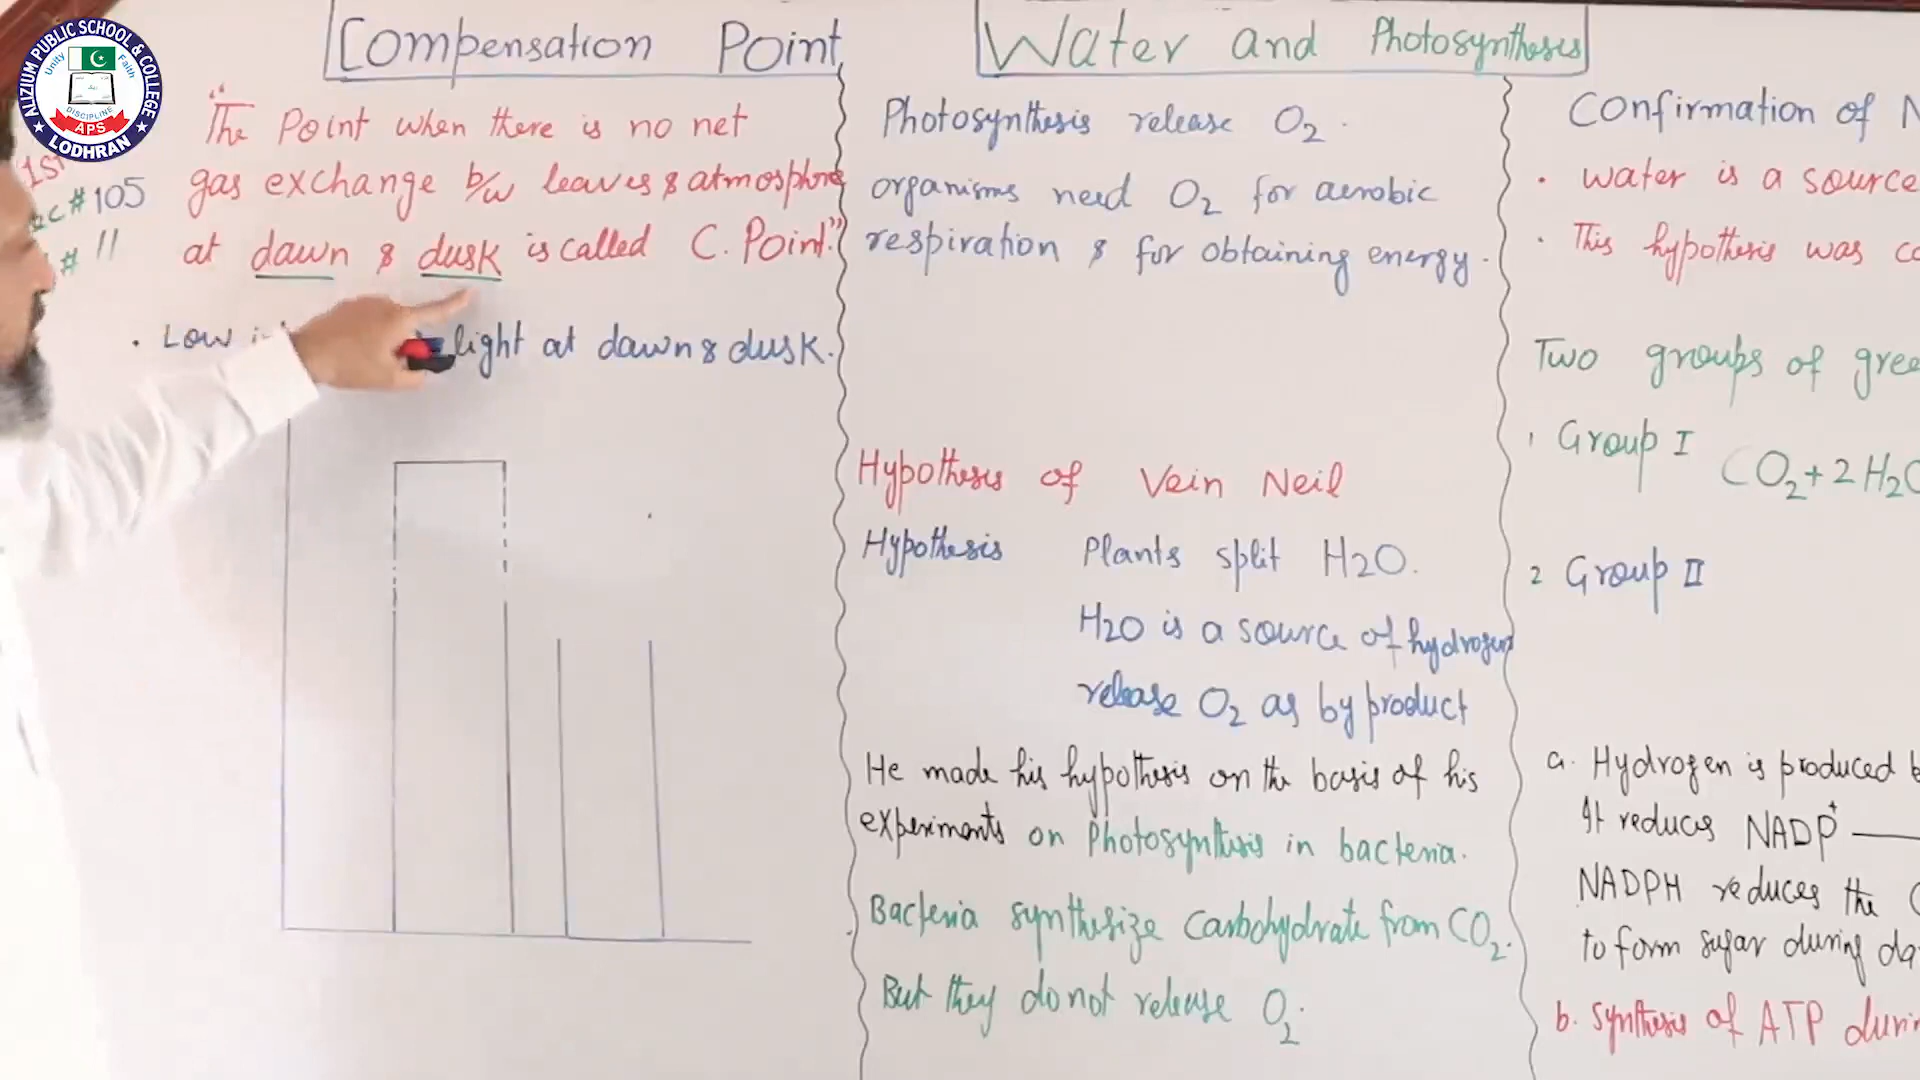 ALIZIUM PUBLIC SCHOOL & COLLEGE
Unity Faith
DISCIPLINE
APS
LODHRAN
1st
#105
# 11
Compensation Point
"The Point when there is no net
gas exchange b/w leaves & atmosphere
at dawn & dusk is called C. Point."
. Low light at dawn & dusk.
Water and Photosynthesis
Photosynthesis release O2.
organisms need O2 for aerobic
respiration & for obtaining energy.
Hypothesis of Vein Neil
Hypothesis Plants split H2O.
H2O is a source of hydrogen
release O2 as by product
He made his hypothesis on the basis of his
experiments on Photosynthesis in bacteria.
Bacteria synthesize Carbohydrate from CO2.
But they do not release O2.
Confirmation of
. water is a source
. This hypothesis was
Two groups of
1 Group I CO2 + 2 H2O
2 Group II
a. Hydrogen is produced
It reduces NADP+
NADPH reduces the
to form sugar during
b. Synthesis of ATP